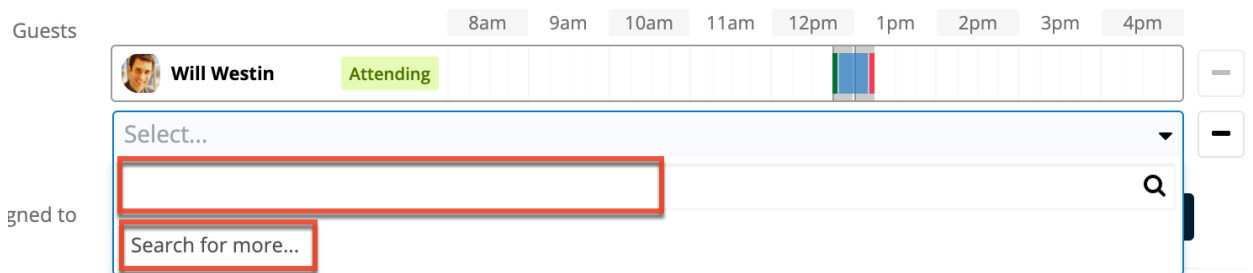 Guests
8am 9am 10am 11am 12pm 1pm 2pm 3pm 4pm
Will Westin Attending
Select...
gned to
Search for more...